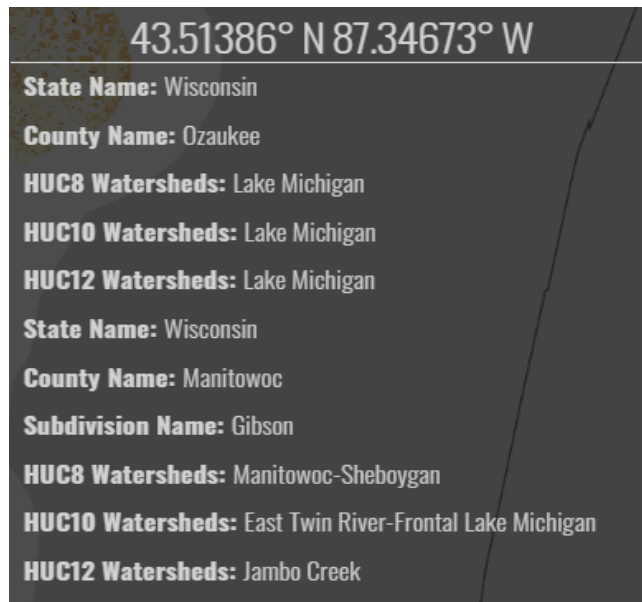 43.51386° N 87.34673° W
State Name: Wisconsin
County Name: Ozaukee
HUC8 Watersheds: Lake Michigan
HUC10 Watersheds: Lake Michigan
HUC12 Watersheds: Lake Michigan
State Name: Wisconsin
County Name: Manitowoc
Subdivision Name: Gibson
HUC8 Watersheds: Manitowoc-Sheboygan
HUC10 Watersheds: East Twin River-Frontal Lake Michigan
HUC12 Watersheds: Jambo Creek